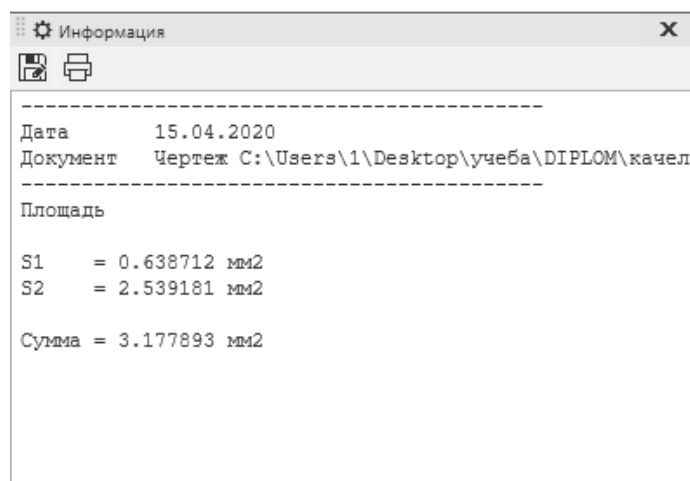 Информация
-------------------------------------------
Дата 15.04.2020
Документ Чертеж C:\Users\1\Desktop\учеба\DIPLOM\качел
-------------------------------------------
Площадь
S1 = 0.638712 мм2
S2 = 2.539181 мм2
Сумма = 3.177893 мм2